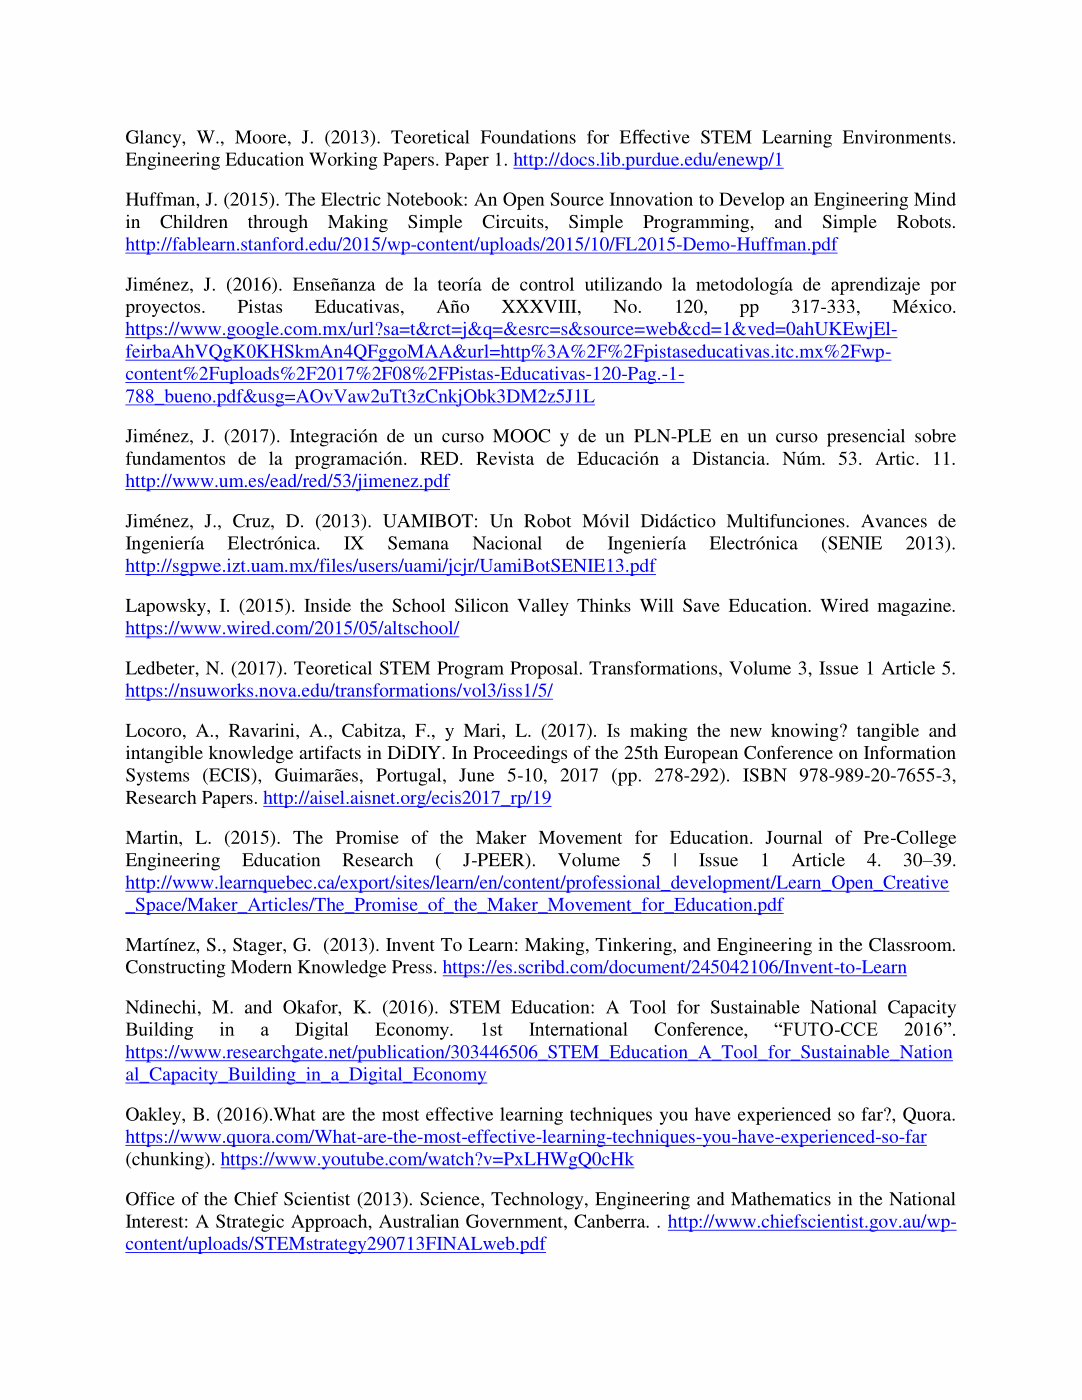 Glancy, W., Moore, J. (2013). Teoretical Foundations for Effective STEM Learning Environments.
Engineering Education Working Papers. Paper 1. http://docs.lib.purdue.edu/enewp/1
Huffman, J. (2015). The Electric Notebook: An Open Source Innovation to Develop an Engineering Mind
in Children through Making Simple Circuits, Simple Programming, and Simple Robots.
http://fablearn.stanford.edu/2015/wp-content/uploads/2015/10/FL2015-Demo-Huffman.pdf
Jiménez, J. (2016). Enseñanza de la teoría de control utilizando la metodología de aprendizaje por
proyectos. Pistas Educativas, Año XXXVIII, No. 120, pp 317-333, México.
https://www.google.com.mx/url?sa=t&rct=j&q=&esrc=s&source=web&cd=1&ved=0ahUKEwjEl-
feirbaAhVQgK0KHSkmAn4QFggoMAA&url=http%3A%2F%2Fpistaseducativas.itc.mx%2Fwp-
content%2Fuploads%2F2017%2F08%2FPistas-Educativas-120-Pag.-1-
788_bueno.pdf&usg=AOvVaw2uTt3zCnkjObk3DM2z5J1L
Jiménez, J. (2017). Integración de un curso MOOC y de un PLN-PLE en un curso presencial sobre
fundamentos de la programación. RED. Revista de Educación a Distancia. Núm. 53. Artic. 11.
http://www.um.es/ead/red/53/jimenez.pdf
Jiménez, J., Cruz, D. (2013). UAMIBOT: Un Robot Móvil Didáctico Multifunciones. Avances de
Ingeniería Electrónica. IX Semana Nacional de Ingeniería Electrónica (SENIE 2013).
http://sgpwe.izt.uam.mx/files/users/uami/jcjr/UamiBotSENIE13.pdf
Lapowsky, I. (2015). Inside the School Silicon Valley Thinks Will Save Education. Wired magazine.
https://www.wired.com/2015/05/altschool/
Ledbeter, N. (2017). Teoretical STEM Program Proposal. Transformations, Volume 3, Issue 1 Article 5.
https://nsuworks.nova.edu/transformations/vol3/iss1/5/
Locoro, A., Ravarini, A., Cabitza, F., y Mari, L. (2017). Is making the new knowing? tangible and
intangible knowledge artifacts in DiDIY. In Proceedings of the 25th European Conference on Information
Systems (ECIS), Guimarães, Portugal, June 5-10, 2017 (pp. 278-292). ISBN 978-989-20-7655-3,
Research Papers. http://aisel.aisnet.org/ecis2017_rp/19
Martin, L. (2015). The Promise of the Maker Movement for Education. Journal of Pre-College
Engineering Education Research ( J-PEER). Volume 5 | Issue 1 Article 4. 30–39.
http://www.learnquebec.ca/export/sites/learn/en/content/professional_development/Learn_Open_Creative
_Space/Maker_Articles/The_Promise_of_the_Maker_Movement_for_Education.pdf
Martínez, S., Stager, G. (2013). Invent To Learn: Making, Tinkering, and Engineering in the Classroom.
Constructing Modern Knowledge Press. https://es.scribd.com/document/245042106/Invent-to-Learn
Ndinechi, M. and Okafor, K. (2016). STEM Education: A Tool for Sustainable National Capacity
Building in a Digital Economy. 1st International Conference, “FUTO-CCE 2016”.
https://www.researchgate.net/publication/303446506_STEM_Education_A_Tool_for_Sustainable_Nation
al_Capacity_Building_in_a_Digital_Economy
Oakley, B. (2016).What are the most effective learning techniques you have experienced so far?, Quora.
https://www.quora.com/What-are-the-most-effective-learning-techniques-you-have-experienced-so-far
(chunking). https://www.youtube.com/watch?v=PxLHWgQ0cHk
Office of the Chief Scientist (2013). Science, Technology, Engineering and Mathematics in the National
Interest: A Strategic Approach, Australian Government, Canberra. . http://www.chiefscientist.gov.au/wp-
content/uploads/STEMstrategy290713FINALweb.pdf